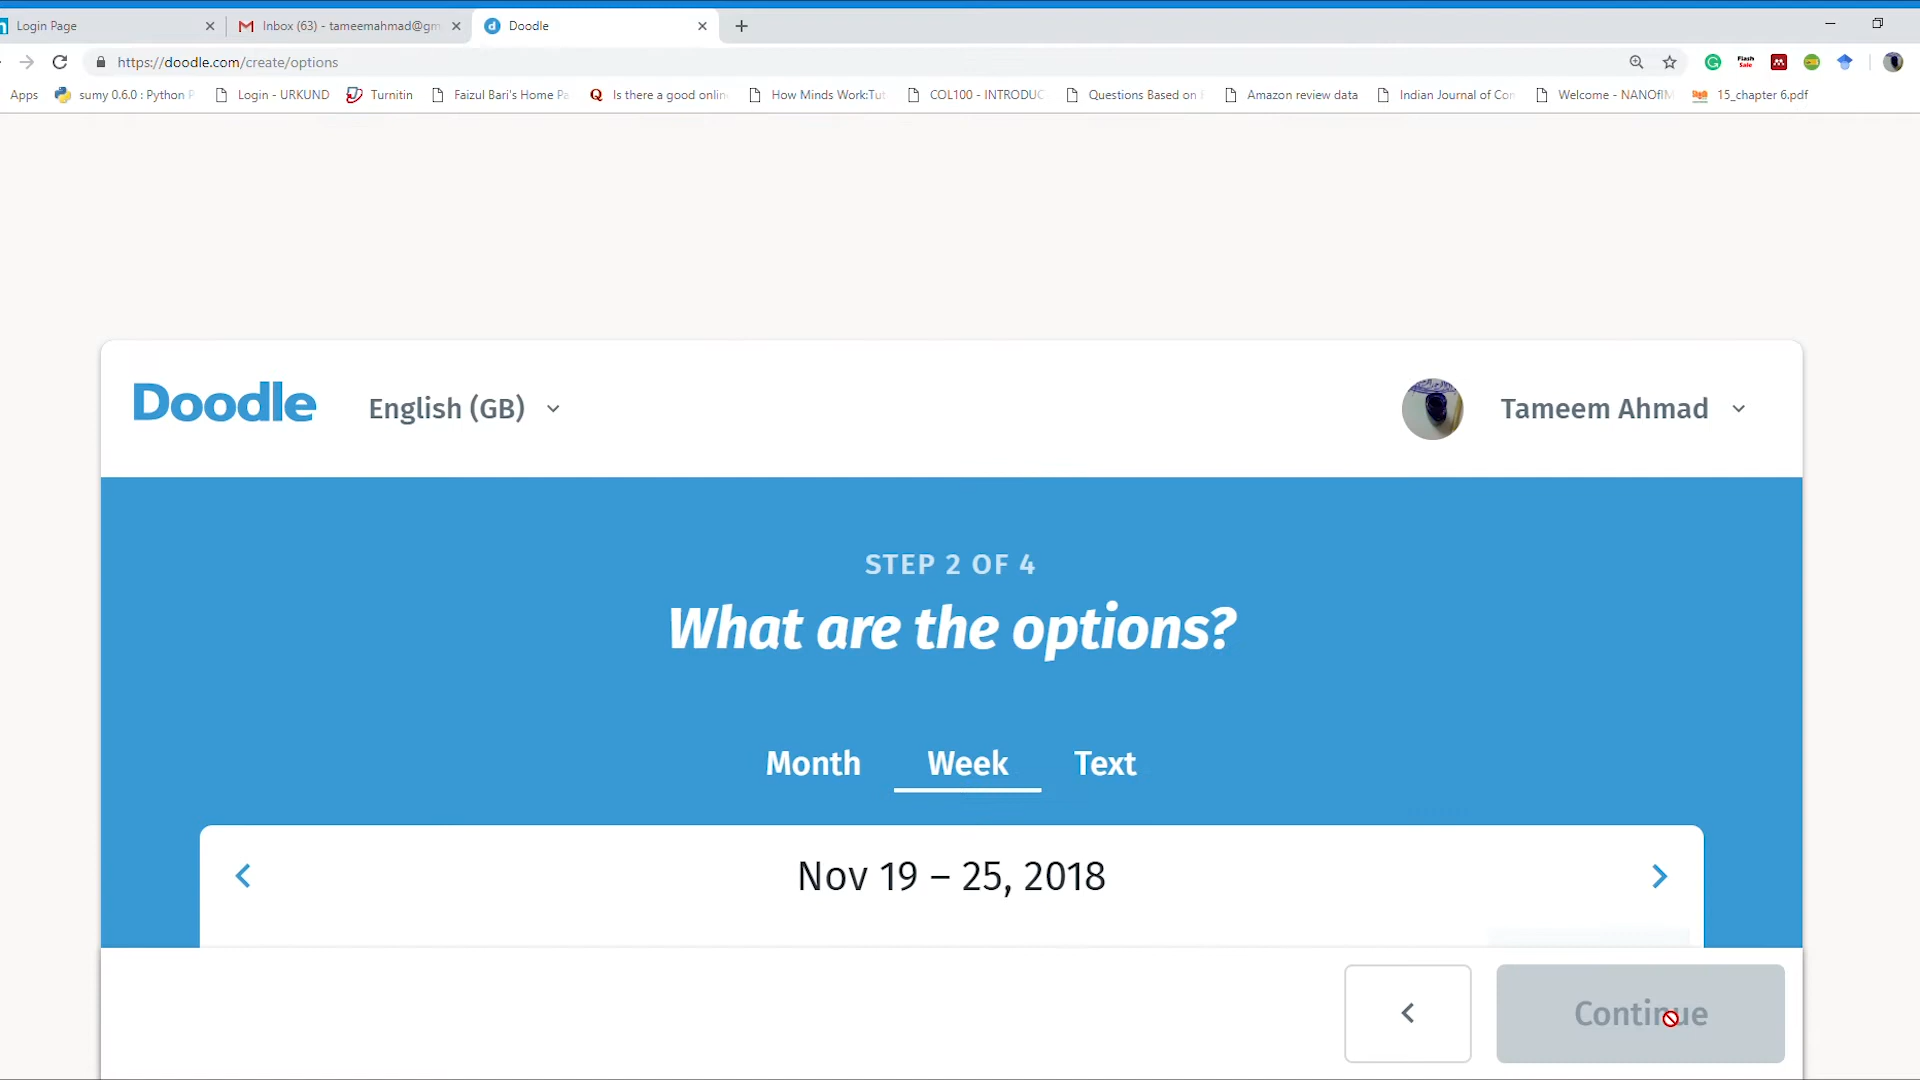 Login Page
Inbox (63) - tameemahmad@gm
Doodle
https://doodle.com/create/options
Apps
sumy 0.6.0 : Python P
Login - URKUND
Turnitin
Faizul Bari's Home Pa
Is there a good onlin
How Minds Work:Tut
COL100 - INTRODUC
Questions Based on
Amazon review data
Indian Journal of Con
Welcome - NANOfIM
15_chapter 6.pdf
Flash Sale
Doodle
English (GB)
Tameem Ahmad
STEP 2 OF 4
What are the options?
Month
Week
Text
Nov 19 – 25, 2018
Continue